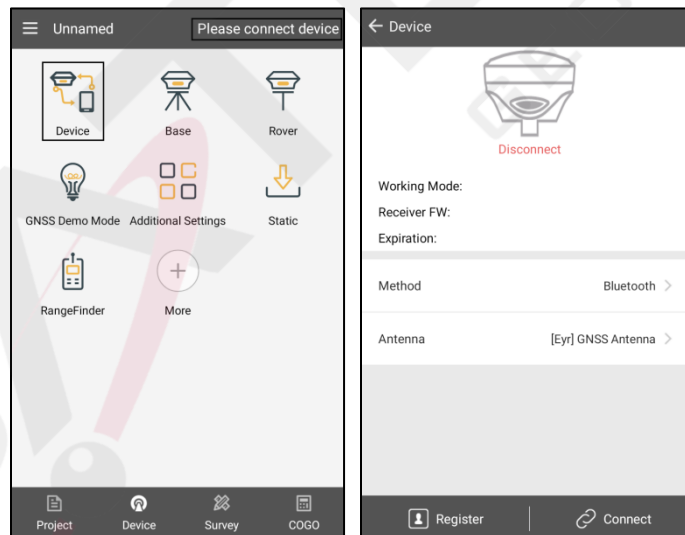 Unnamed Please connect device
Device Base Rover
GNSS Demo Mode Additional Settings Static
RangeFinder More
Project Device Survey COGO
Device
Disconnect
Working Mode:
Receiver FW:
Expiration:
Method Bluetooth
Antenna [Eyr] GNSS Antenna
Register Connect